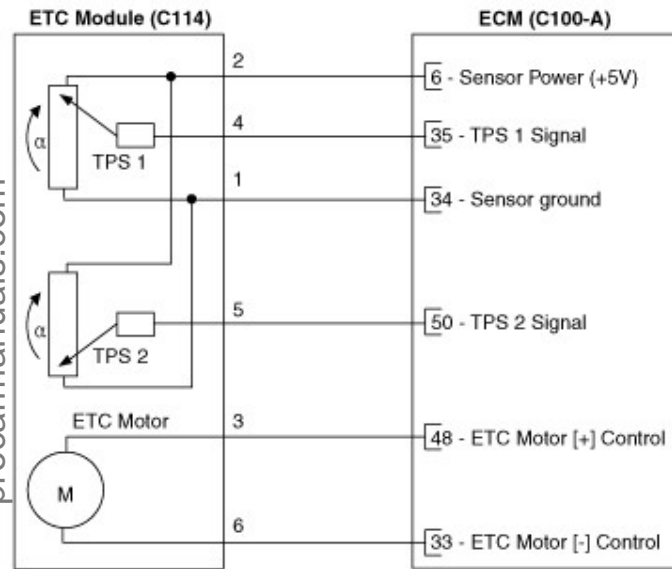 ETC Module (C114)
ECM (C100-A)
2
6 - Sensor Power (+5V)
α
TPS 1
4
35 - TPS 1 Signal
1
34 - Sensor ground
α
TPS 2
5
50 - TPS 2 Signal
ETC Motor
3
48 - ETC Motor [+] Control
M
6
33 - ETC Motor [-] Control
procarmanuals.com